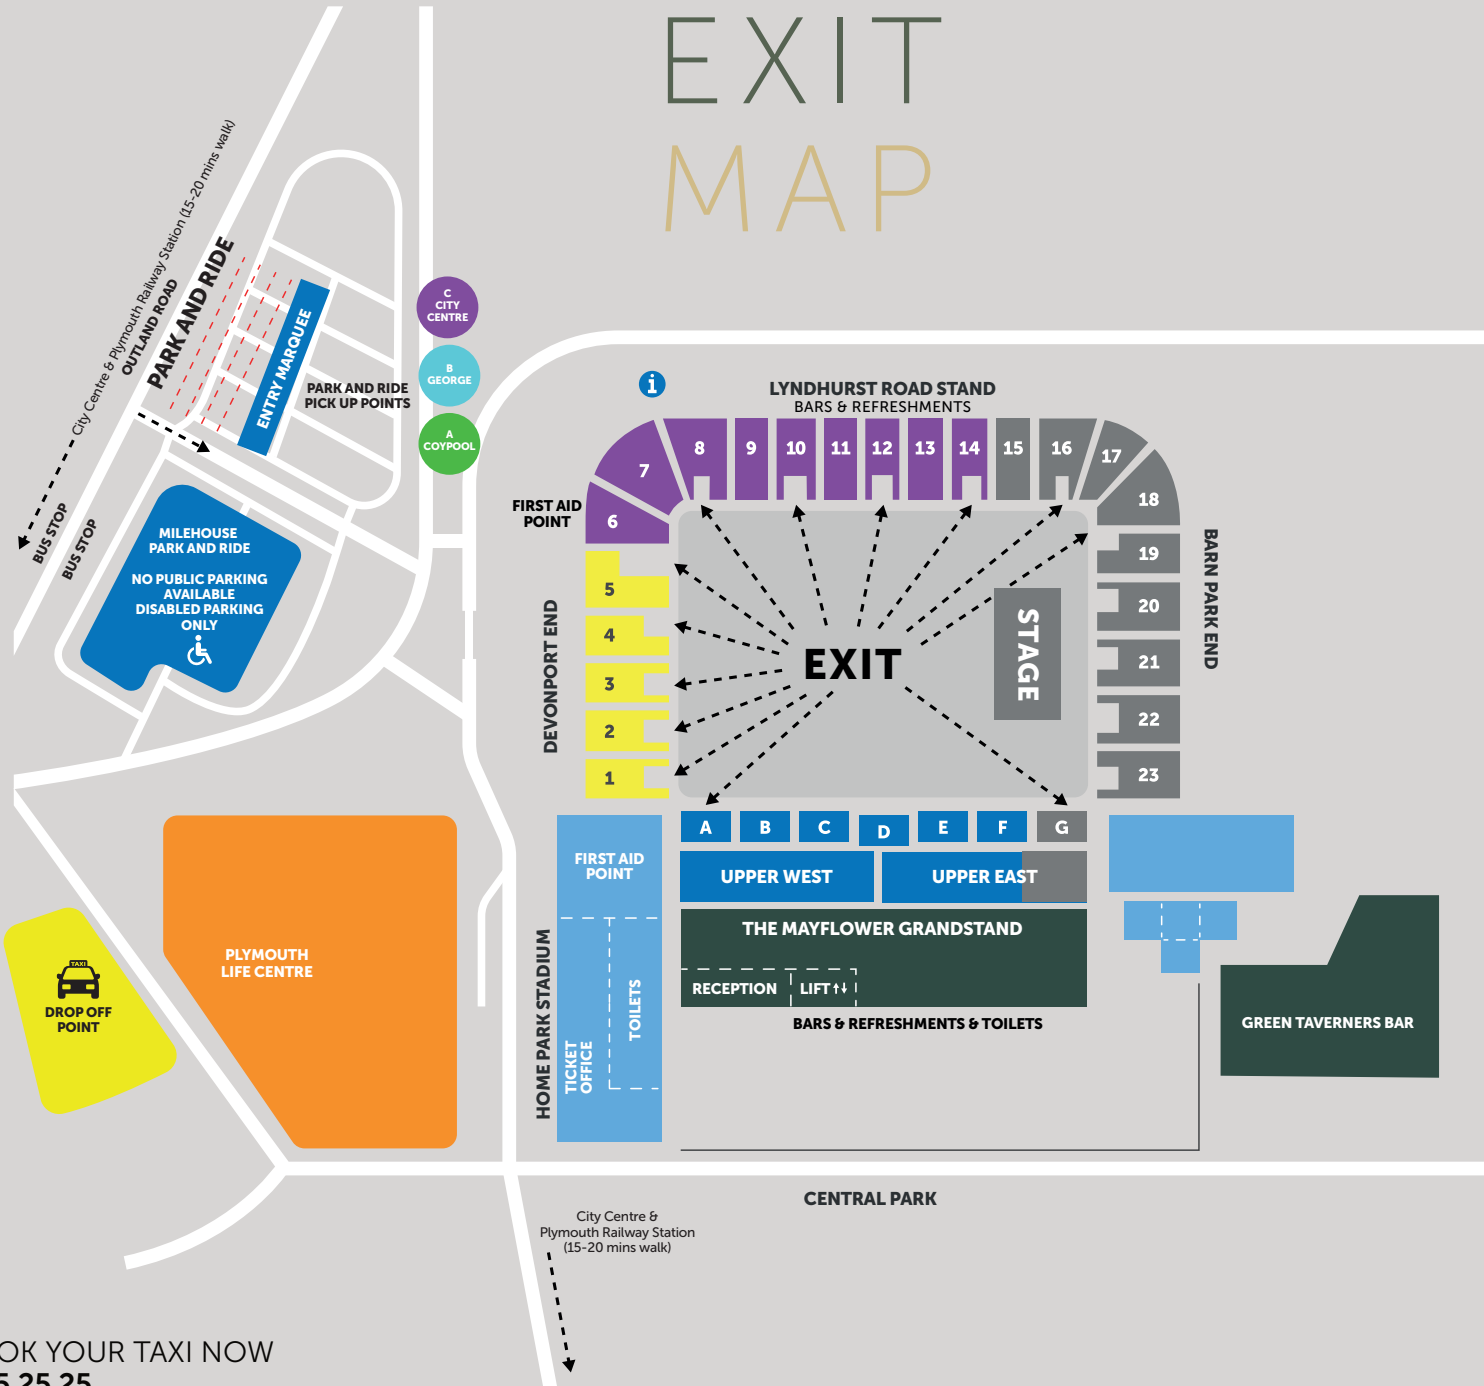 EXIT
MAP
City Centre & Plymouth Railway Station (15-20 mins walk)
OUTLAND ROAD
PARK AND RIDE
ENTRY MARQUEE
PARK AND RIDE
PICK UP POINTS
C
CITY
CENTRE
B
GEORGE
A
COYPOOL
BUS STOP
BUS STOP
MILEHOUSE
PARK AND RIDE
NO PUBLIC PARKING
AVAILABLE
DISABLED PARKING
ONLY
i
LYNDHURST ROAD STAND
BARS & REFRESHMENTS
8
9
10
11
12
13
14
15
16
17
18
7
6
FIRST AID
POINT
DEVONPORT END
5
4
3
2
1
EXIT
STAGE
19
20
21
22
23
BARN PARK END
A
B
C
D
E
F
G
UPPER WEST
UPPER EAST
THE MAYFLOWER GRANDSTAND
RECEPTION
LIFT
BARS & REFRESHMENTS & TOILETS
FIRST AID
POINT
HOME PARK STADIUM
TICKET
OFFICE
TOILETS
GREEN TAVERNERS BAR
PLYMOUTH
LIFE CENTRE
TAXI
DROP OFF
POINT
CENTRAL PARK
City Centre &
Plymouth Railway Station
(15-20 mins walk)
OK YOUR TAXI NOW
5 25 25